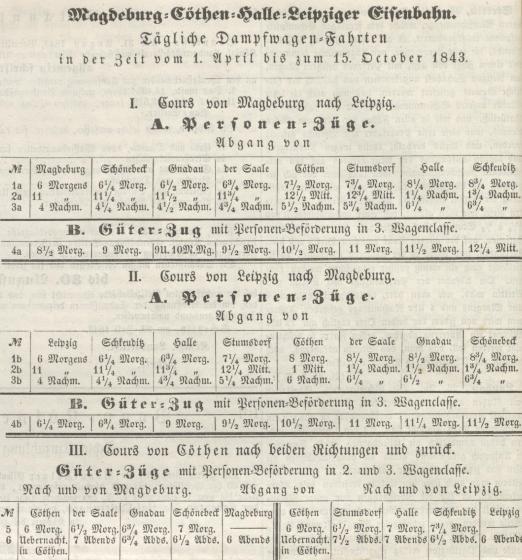 Magdeburg-Cöthen-Halle-Leipziger Eisenbahn.
Tägliche Dampfwagen-Fahrten
in der Zeit vom 1. April bis zum 15. October 1843.
I. Cours von Magdeburg nach Leipzig.
A. Personen-Züge.
Abgang von
№ Magdeburg Schönebeck Gnadau der Saale Cöthen Stumsdorf Halle Schkeuditz
1a 6 Morgens 6¼ Morg. 6½ Morg. 6¾ Morg. 7½ Morg. 7¾ Morg. 8¼ Morg. 8¾ Morg.
2a 11 „ 11¼ „ 11½ „ 11¾ „ 12½ Mitt. 12¾ Mitt. 1¼ Nachm. 1¾ Nachm.
3a 4 Nachm. 4¼ Nachm. 4½ Nachm. 4¾ Nachm. 5½ Nachm. 5¾ Nachm. 6¼ „ 6¾ „
B. Güter-Zug mit Personen-Beförderung in 3. Wagenclasse.
4a 8½ Morg. 9 Morg. 9U.10M.Mg. 9½ Morg. 10½ Morg. 11 Morg. 11½ Morg. 12¼ Mitt.
II. Cours von Leipzig nach Magdeburg.
A. Personen-Züge.
Abgang von
№ Leipzig Schkeuditz Halle Stumsdorf Cöthen der Saale Gnadau Schönebeck
1b 6 Morgens 6¼ Morg. 6¾ Morg. 7¼ Morg. 8 Morg. 8¼ Morg. 8½ Morg. 8¾ Morg.
2b 11 „ 11¼ „ 11¾ „ 12¼ Mitt. 1 Mitt. 1¼ Nachm. 1½ Nachm. 1¾ Nachm.
3b 4 Nachm. 4¼ Nachm. 4¾ Nachm. 5¼ Nachm. 6 Nachm. 6¼ „ 6½ „ 6¾ „
B. Güter-Zug mit Personen-Beförderung in 3. Wagenclasse.
4b 6¼ Morg. 6¾ Morg. 9 Morg. 9½ Morg. 10½ Morg. 11 Morg. 11¼ Morg. 11½ Morg.
III. Cours von Cöthen nach beiden Richtungen und zurück.
Güter-Züge mit Personen-Beförderung in 2. und 3. Wagenclasse.
Nach und von Magdeburg. Abgang von Nach und von Leipzig.
№ Cöthen der Saale Gnadau Schönebeck Magdeburg Cöthen Stumsdorf Halle Schkeuditz Leipzig
5 6 Morg. 6½ Morg. 6¾ Morg. 7 Morg. 6 Morg. 6½ Morg. 7 Morg. 7¾ Morg.
6 Uebernacht. in Cöthen. 7 Abends 6¾ Abds. 6½ Abds. 6 Abends Uebernacht. in Cöthen. 7½ Abds. 7 Abds. 6½ Abds. 6 Abends